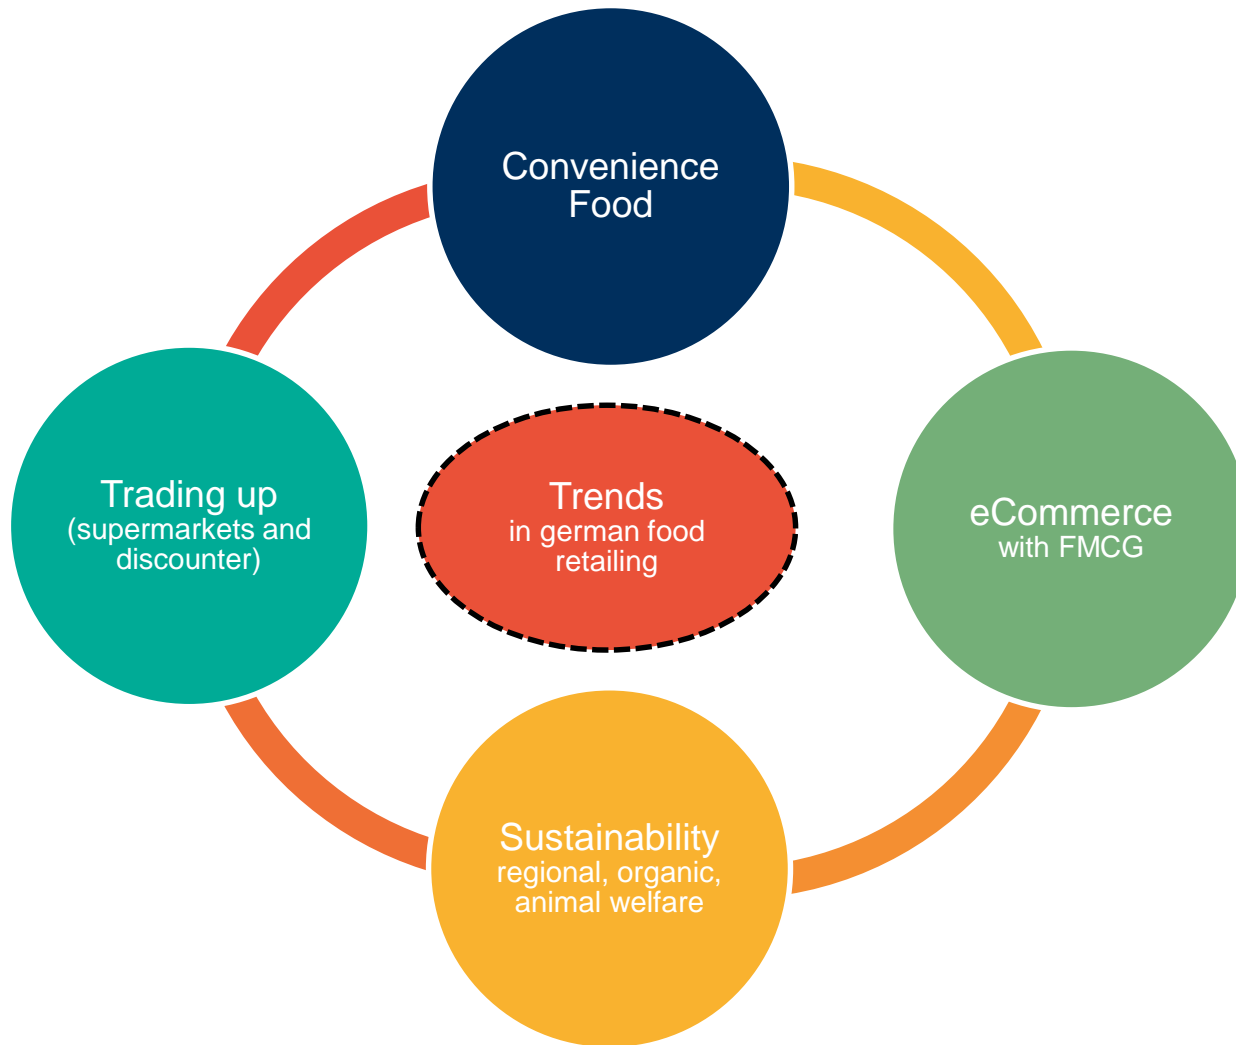 Convenience
Food
Trading up
(supermarkets and
discounter)
Trends
in german food
retailing
eCommerce
with FMCG
Sustainability
regional, organic,
animal welfare